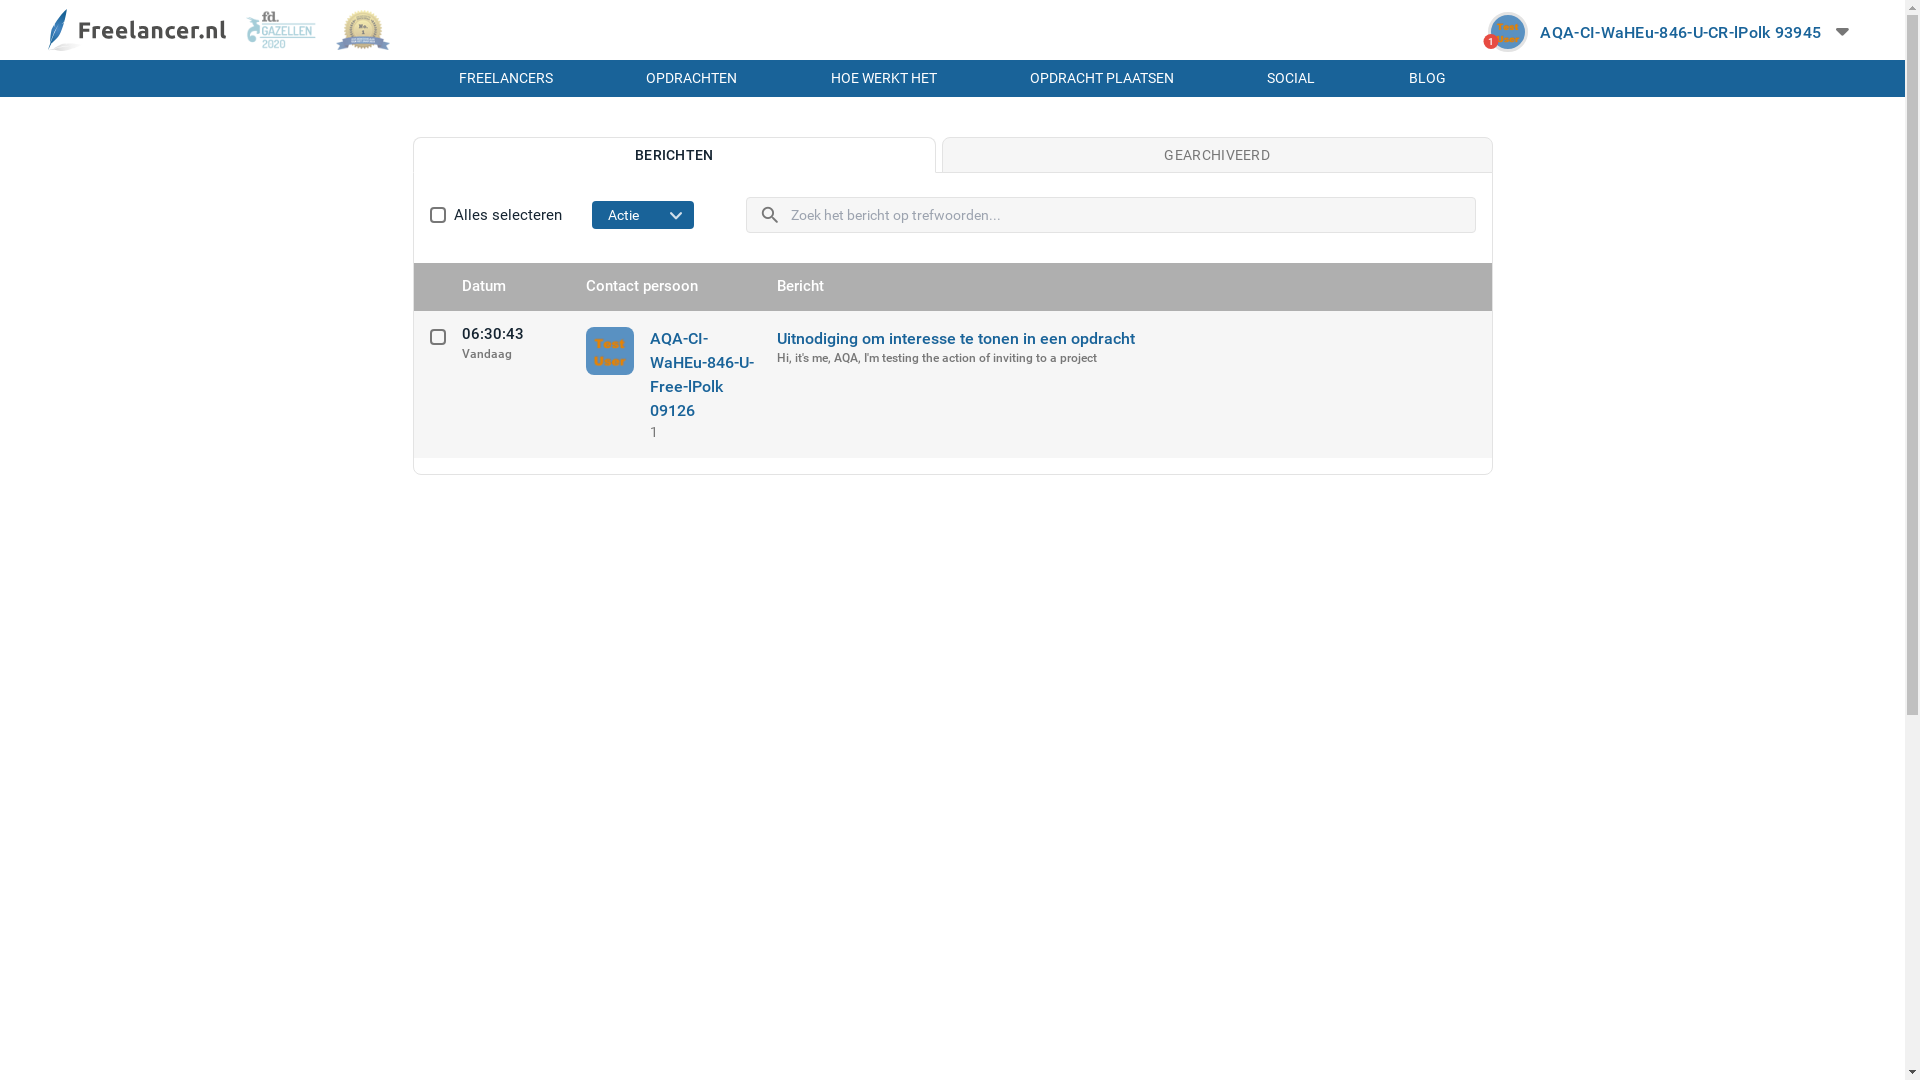 Freelancer.nl
fd.
GAZELLEN
2020
No.
1
Test
User
1
AQA-CI-WaHEu-846-U-CR-lPolk 93945
FREELANCERS
OPDRACHTEN
HOE WERKT HET
OPDRACHT PLAATSEN
SOCIAL
BLOG
BERICHTEN
GEARCHIVEERD
Alles selecteren
Actie
Zoek het bericht op trefwoorden...
Datum
Contact persoon
Bericht
06:30:43
Vandaag
Test
User
AQA-CI-
WaHEu-846-U-
Free-lPolk
09126
1
Uitnodiging om interesse te tonen in een opdracht
Hi, it's me, AQA, I'm testing the action of inviting to a project